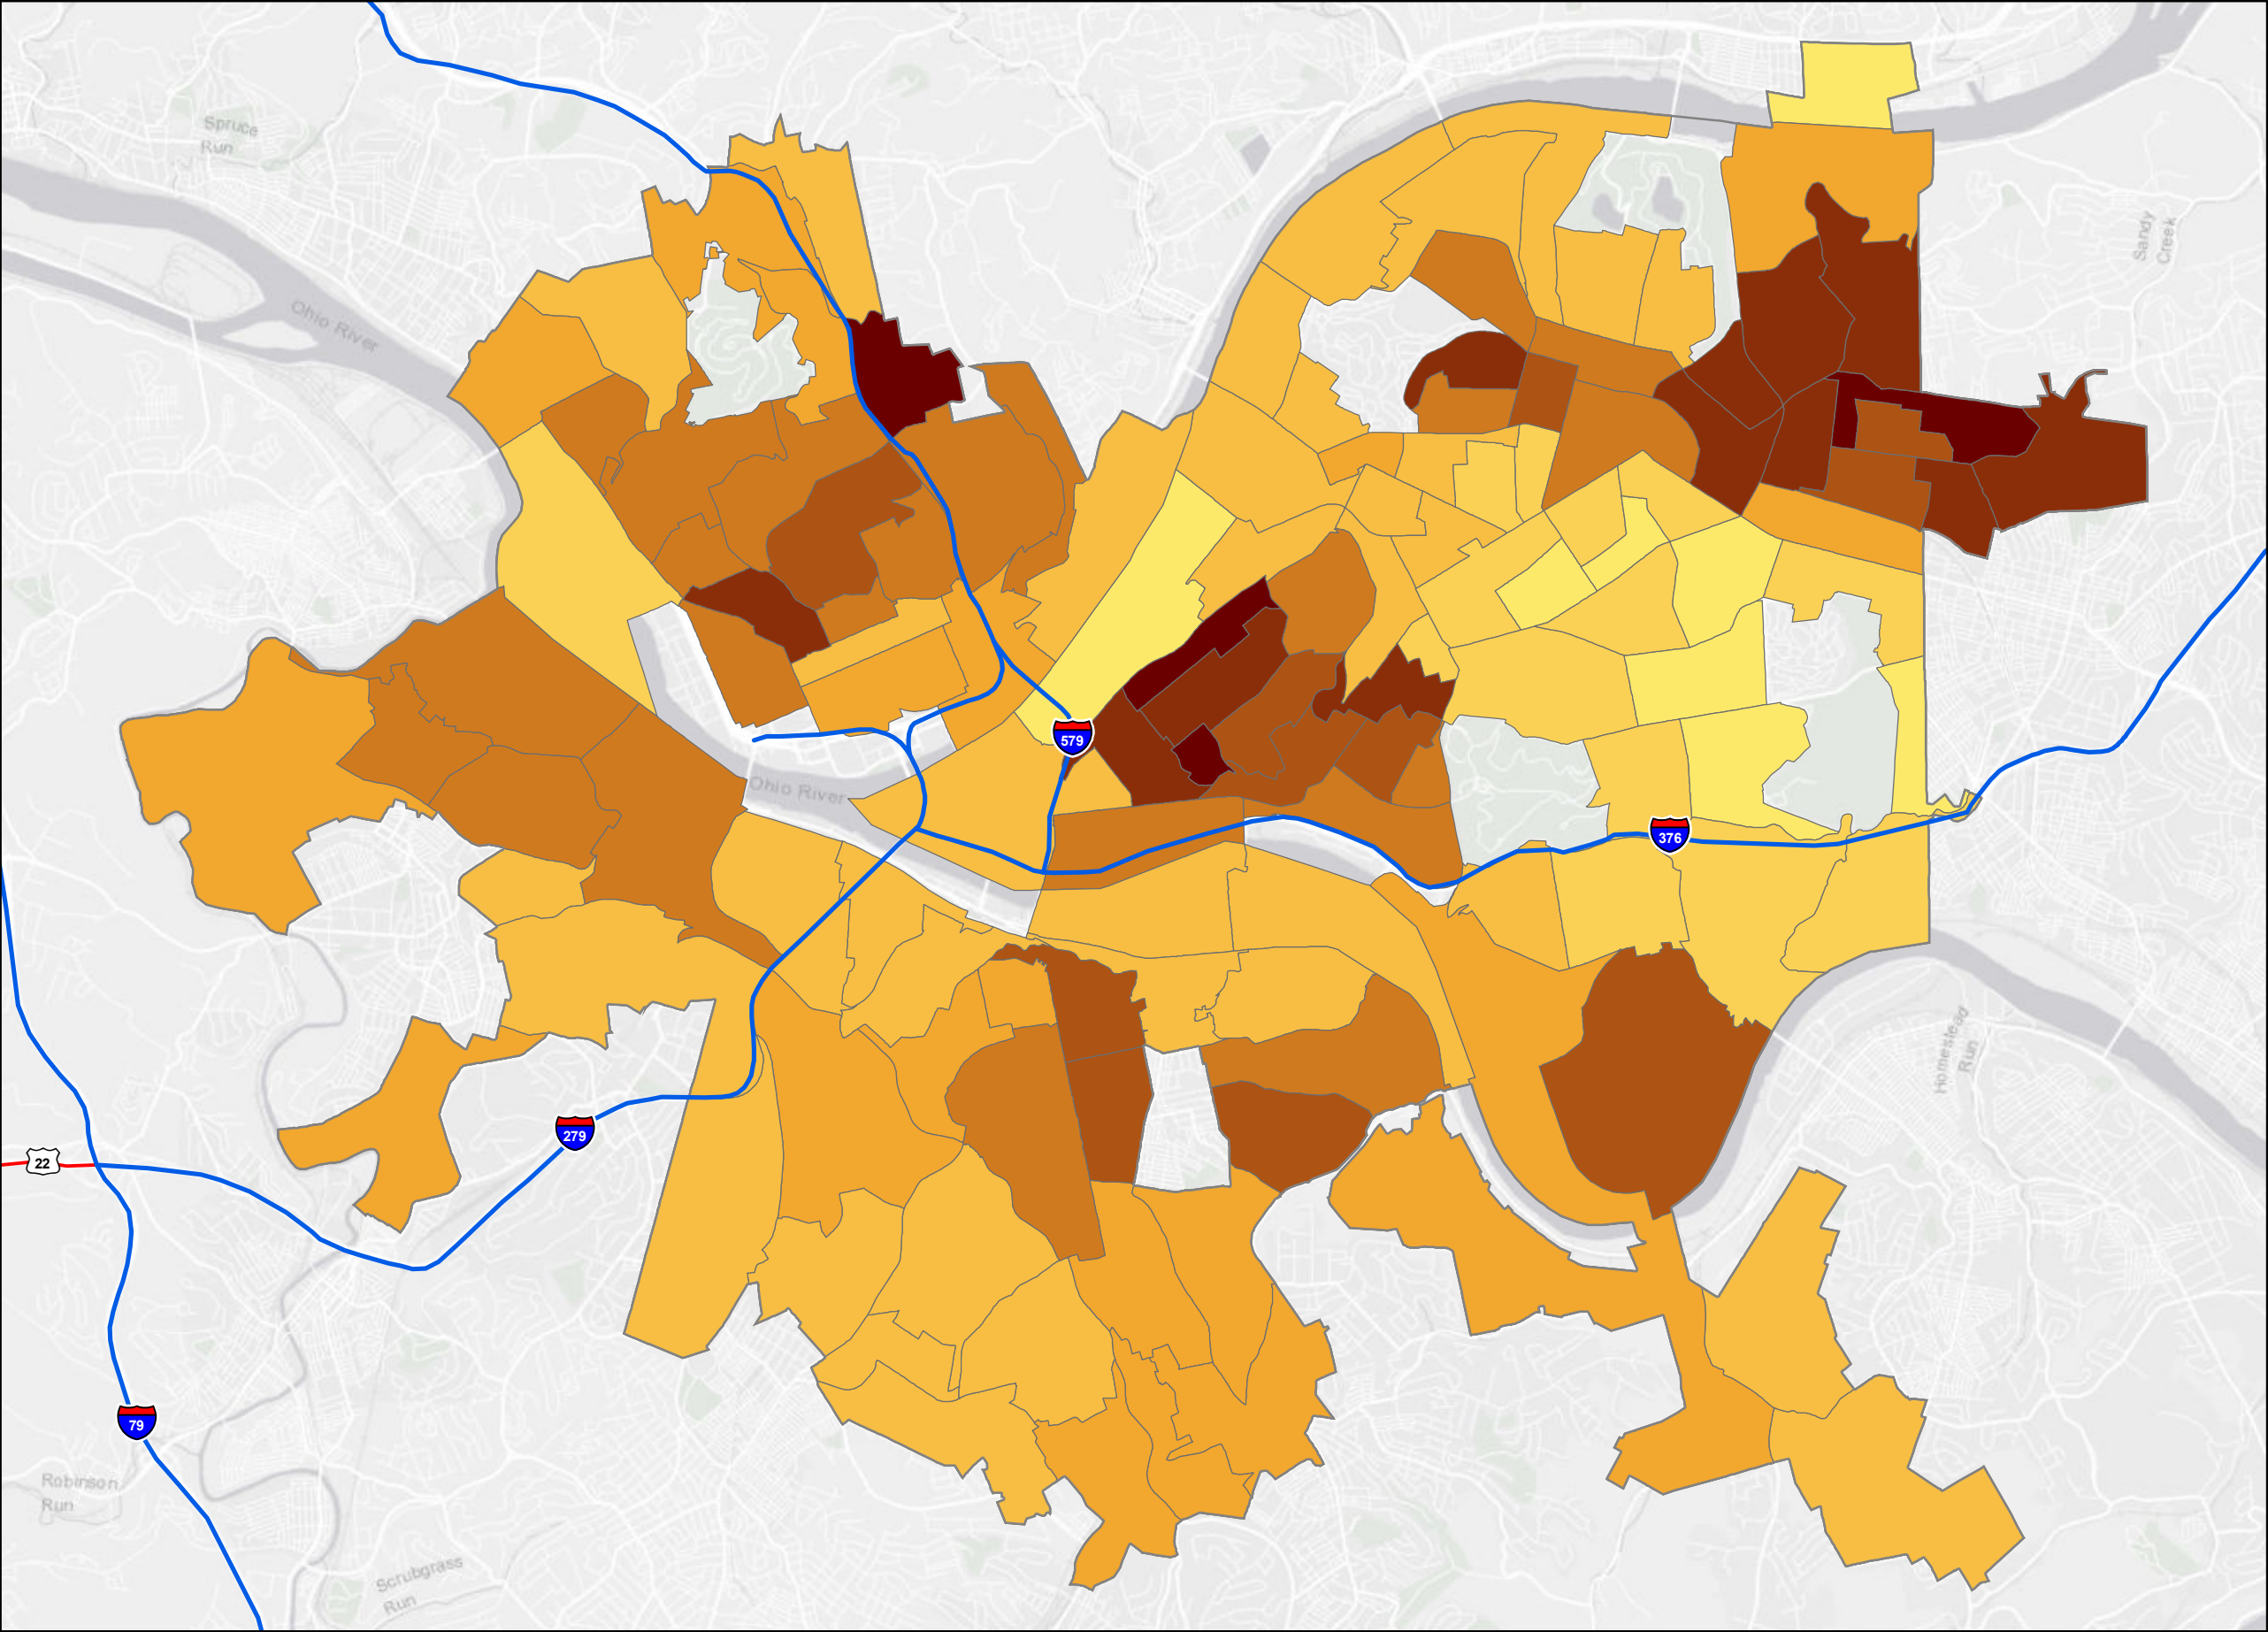 Spruce
Run
Ohio River
Sandy
Creek
579
Ohio River
376
Homestead
Run
279
22
79
Robinson
Run
Scrubgrass
Run